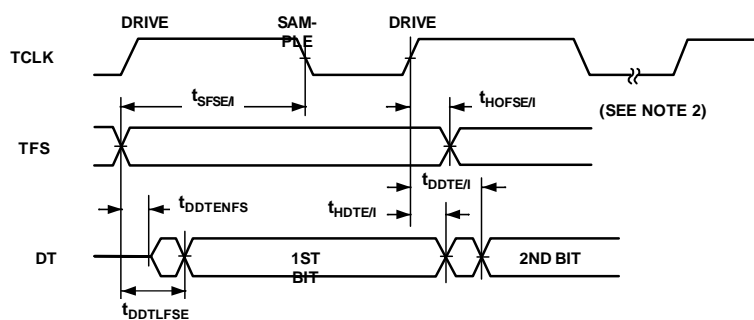 DRIVE
SAM-
PLE
DRIVE
TCLK
tSFSE/I
tHOFSE/I
(SEE NOTE 2)
TFS
tDDTE/I
tDDTENFS
tHDTE/I
DT
1ST
BIT
2ND BIT
tDDTLFSE